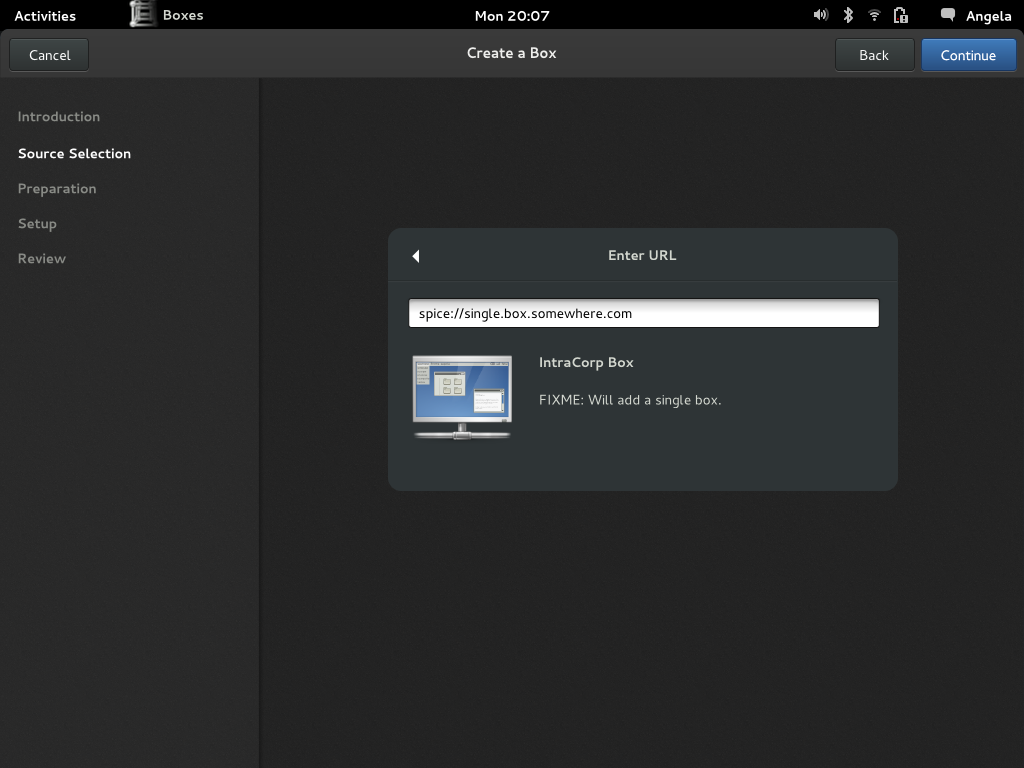 Activities
Boxes
Mon 20:07
Angela
Cancel
Create a Box
Back
Continue
Introduction
Source Selection
Preparation
Setup
Review
Enter URL
spice://single.box.somewhere.com
IntraCorp Box
FIXME: Will add a single box.